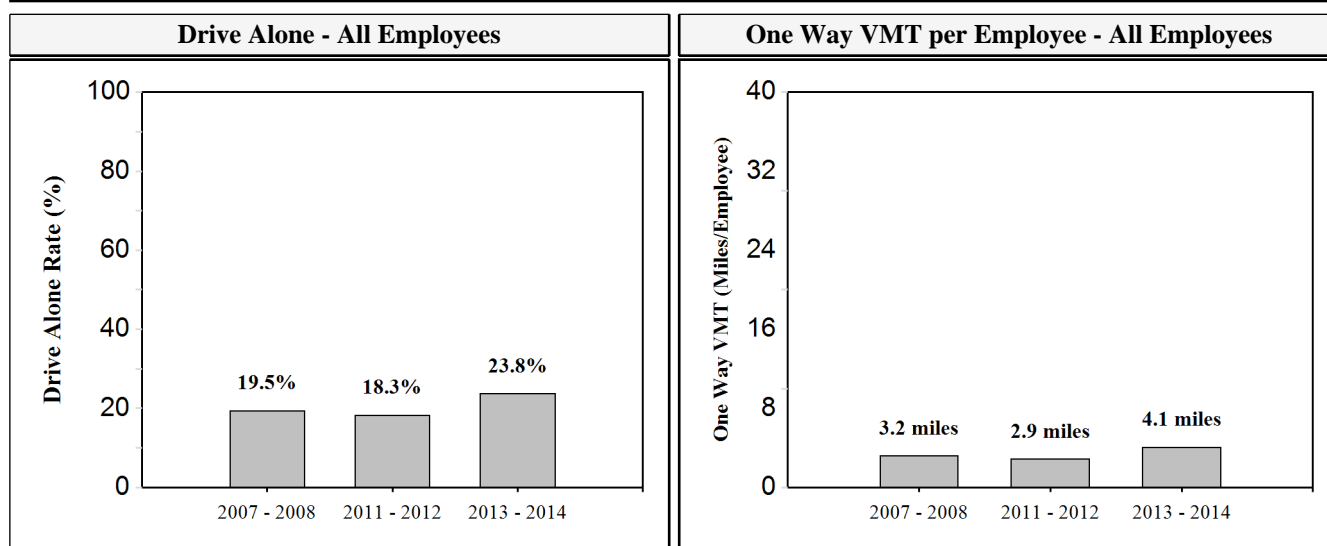 Drive Alone - All Employees
One Way VMT per Employee - All Employees
Drive Alone Rate (%)
100
80
60
40
20
0
19.5%
18.3%
23.8%
2007 - 2008
2011 - 2012
2013 - 2014
One Way VMT (Miles/Employee)
40
32
24
16
8
0
3.2 miles
2.9 miles
4.1 miles
2007 - 2008
2011 - 2012
2013 - 2014